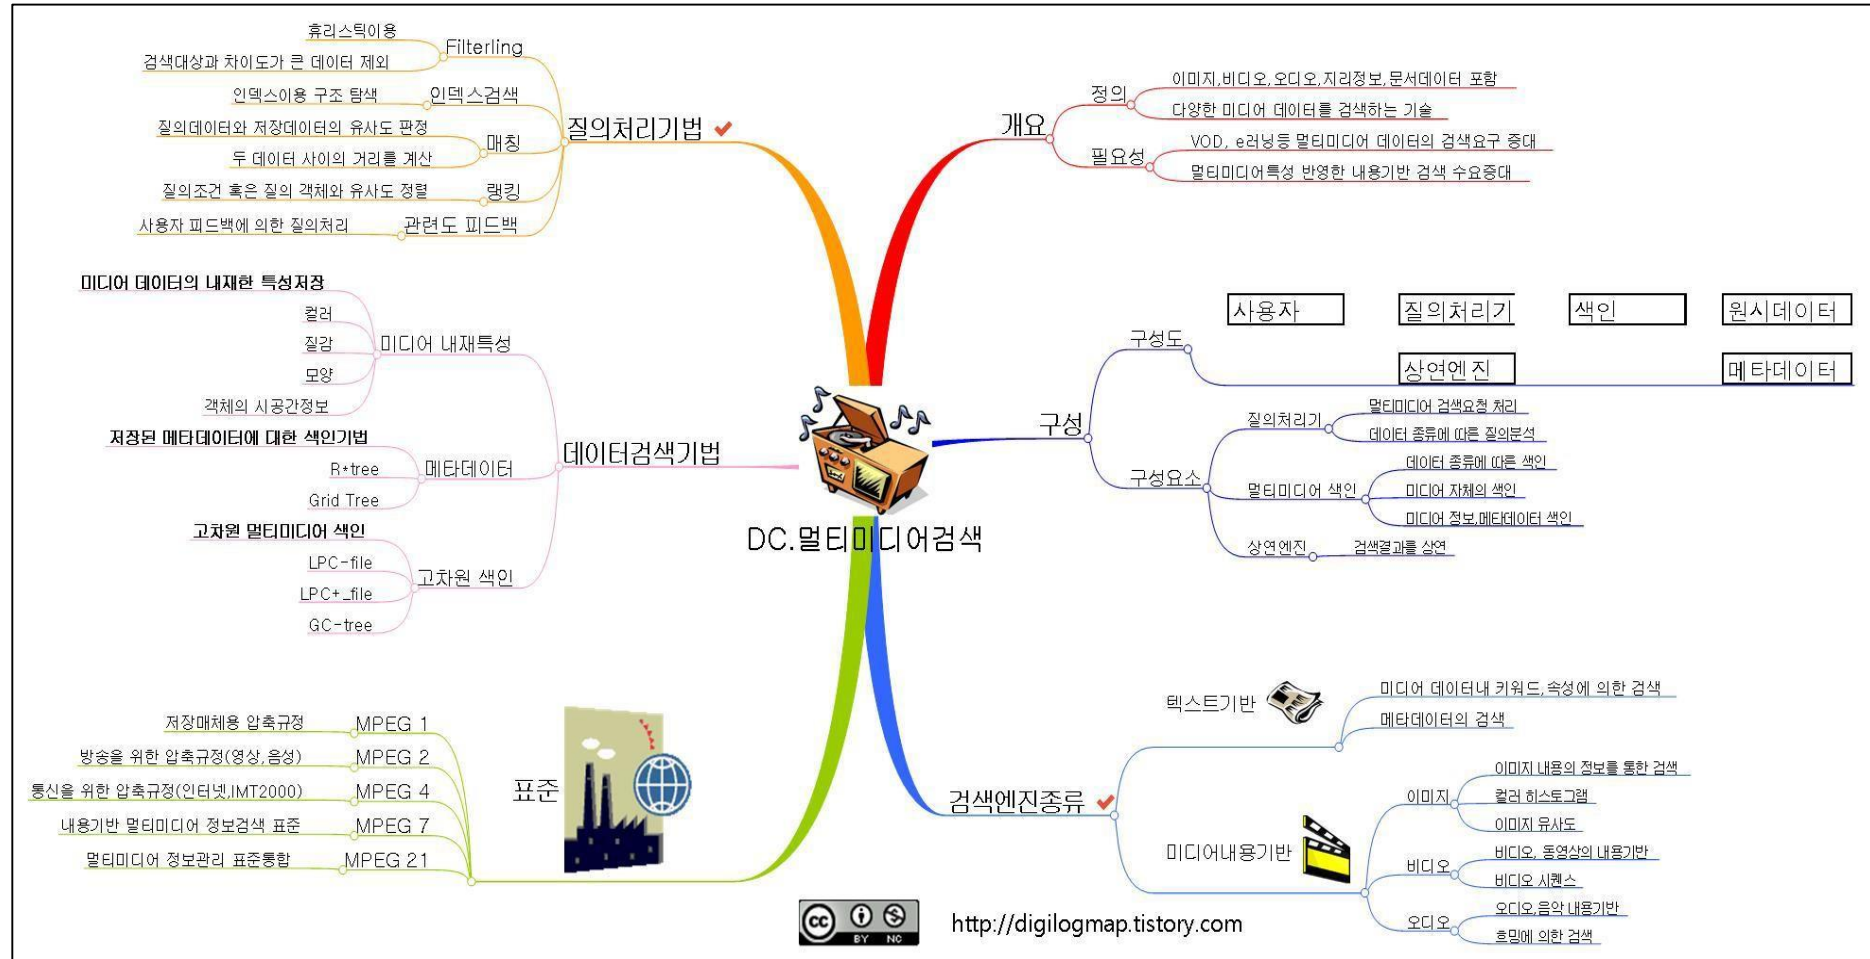 DC.멀티미디어검색
개요
정의
이미지,비디오,오디오,지리정보,문서데이터 포함
다양한 미디어 데이터를 검색하는 기술
필요성
VOD, e러닝등 멀티미디어 데이터의 검색요구 증대
멀티미디어특성 반영한 내용기반 검색 수요증대
구성
구성도
사용자
질의처리기
색인
원시데이터
상연엔진
메타데이터
구성요소
질의처리기
멀티미디어 검색요청 처리
데이터 종류에 따른 질의분석
멀티미디어 색인
데이터 종류에 따른 색인
미디어 자체의 색인
미디어 정보,메타데이터 색인
상연엔진
검색결과를 상연
검색엔진종류
텍스트기반
미디어 데이터내 키워드,속성에 의한 검색
메타데이터의 검색
미디어내용기반
이미지
이미지 내용의 정보를 통한 검색
컬러 히스토그램
이미지 유사도
비디오
비디오, 동영상의 내용기반
비디오 시퀀스
오디오
오디오,음악 내용기반
흐밍에 의한 검색
질의처리기법
Filterling
휴리스틱이용
검색대상과 차이도가 큰 데이터 제외
인덱스검색
인덱스이용 구조 탐색
매칭
질의데이터와 저장데이터의 유사도 판정
두 데이터 사이의 거리를 계산
랭킹
질의조건 혹은 질의 객체와 유사도 정렬
관련도 피드백
사용자 피드백에 의한 질의처리
데이터검색기법
미디어 내재특성
미디어 데이터의 내재한 특성저장
컬러
질감
모양
객체의 시공간정보
메타데이터
저장된 메타데이터에 대한 색인기법
R*tree
Grid Tree
고차원 색인
고차원 멀티미디어 색인
LPC-file
LPC+_file
GC-tree
표준
MPEG 1
저장매체용 압축규정
MPEG 2
방송을 위한 압축규정(영상,음성)
MPEG 4
통신을 위한 압축규정(인터넷,IMT2000)
MPEG 7
내용기반 멀티미디어 정보검색 표준
MPEG 21
멀티미디어 정보관리 표준통합
cc
BY NC
http://digilogmap.tistory.com